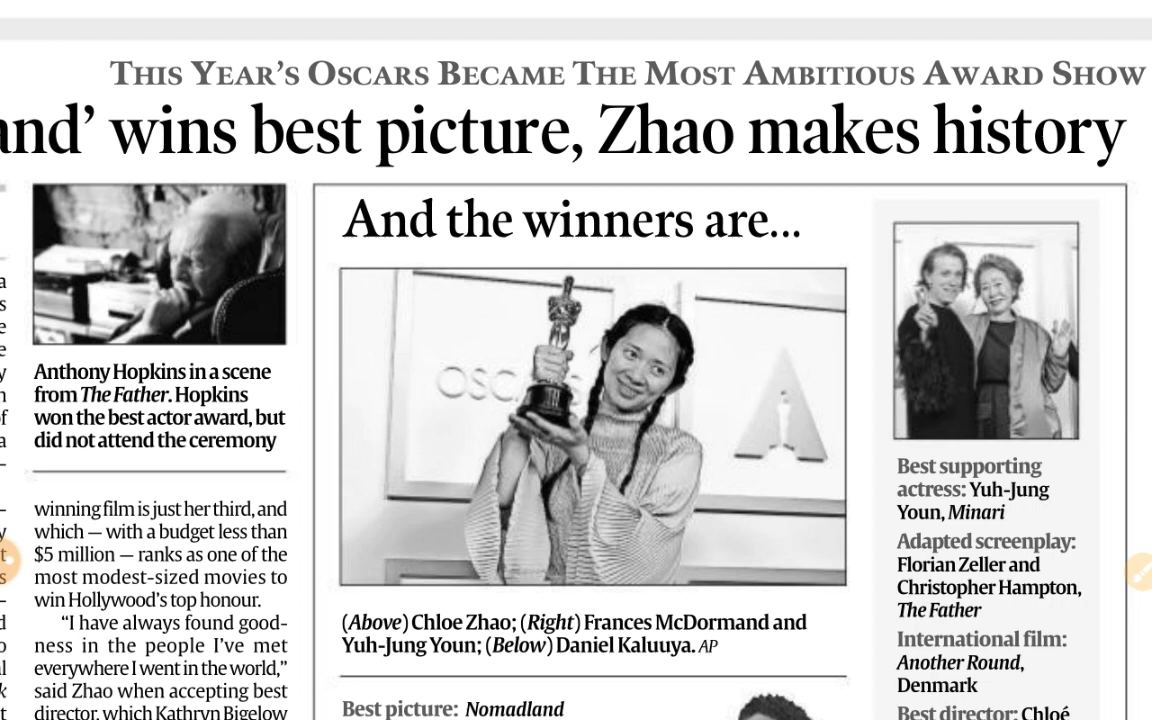 THIS YEAR'S OSCARS BECAME THE MOST AMBITIOUS AWARD SHOW
and' wins best picture, Zhao makes history
Anthony Hopkins in a scene
from The Father. Hopkins
won the best actor award, but
did not attend the ceremony
winning film is just her third, and
which — with a budget less than
$5 million — ranks as one of the
most modest-sized movies to
win Hollywood's top honour.
"I have always found good-
ness in the people I've met
everywhere I went in the world,"
said Zhao when accepting best
director, which Kathryn Bigelow
And the winners are...
OSC
(Above) Chloe Zhao; (Right) Frances McDormand and
Yuh-Jung Youn; (Below) Daniel Kaluuya. AP
Best picture: Nomadland
Best supporting
actress: Yuh-Jung
Youn, Minari
Adapted screenplay:
Florian Zeller and
Christopher Hampton,
The Father
International film:
Another Round,
Denmark
Best director: Chloé